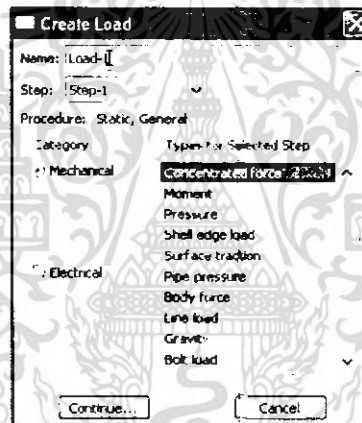 Create Load
Name: Load-1
Step: Step-1
Procedure: Static, General
Category Types for Selected Step
Mechanical Concentrated force
Moment
Pressure
Shell edge load
Surface traction
Electrical Pipe pressure
Body force
Line load
Gravity
Bolt load
Continue... Cancel